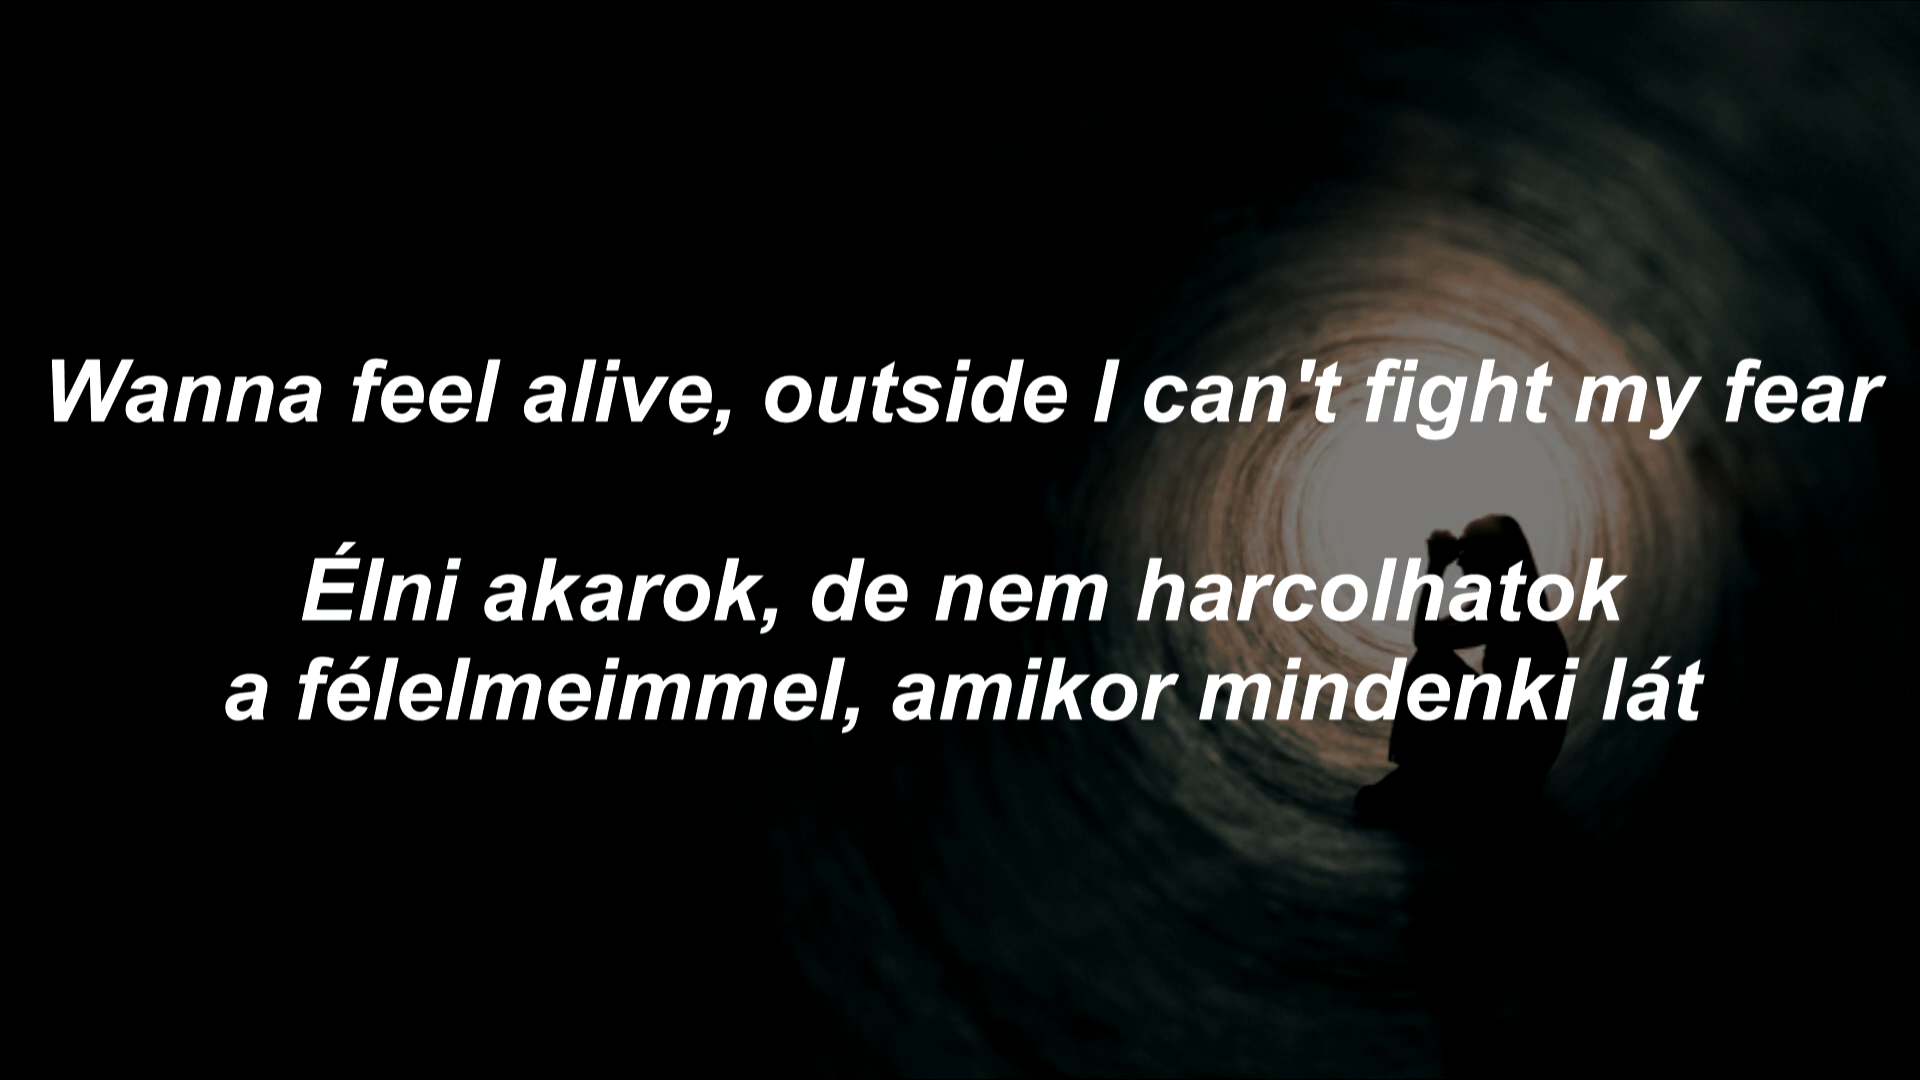 Wanna feel alive, outside I can't fight my fear
Élni akarok, de nem harcolhatok
a félelmeimmel, amikor mindenki lát